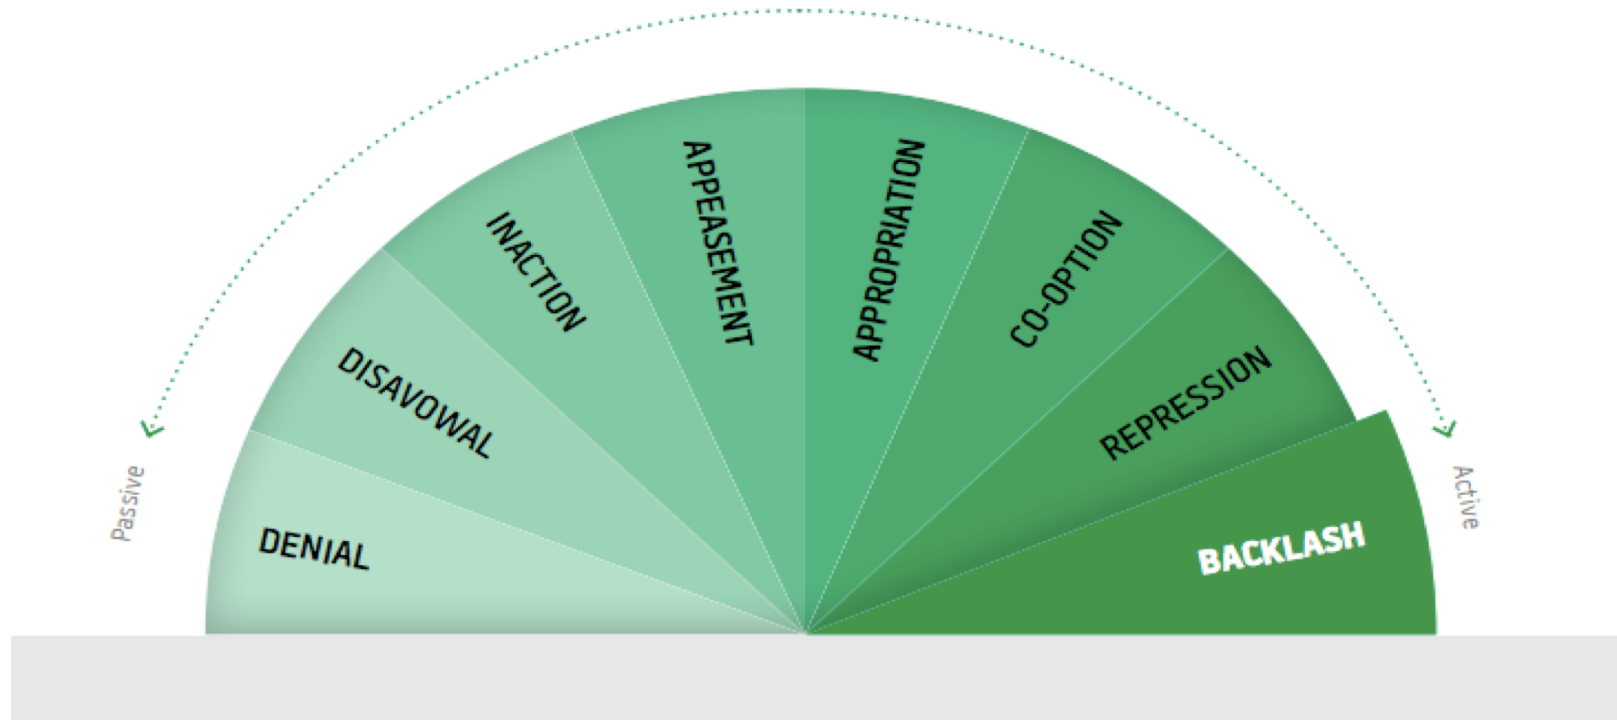 Passive
DENIAL
DISAVOWAL
INACTION
APPEASEMENT
APPROPRIATION
CO-OPTION
REPRESSION
BACKLASH
Active